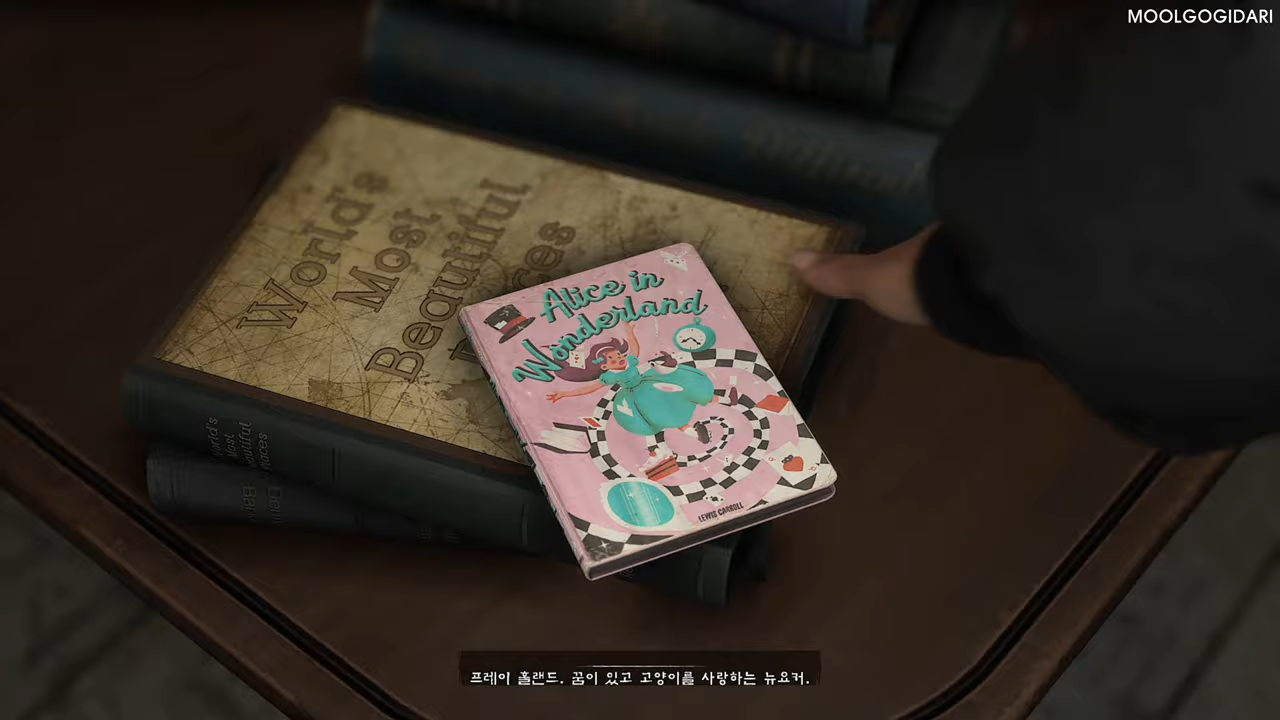 MOOLGOGIDARI
World's
Most
Beautiful
Alice in
Wonderland
LEWIS CARROLL
World's
Most
Beautiful
Places
프레이 홀랜드. 꿈이 있고 고양이를 사랑하는 뉴요커.